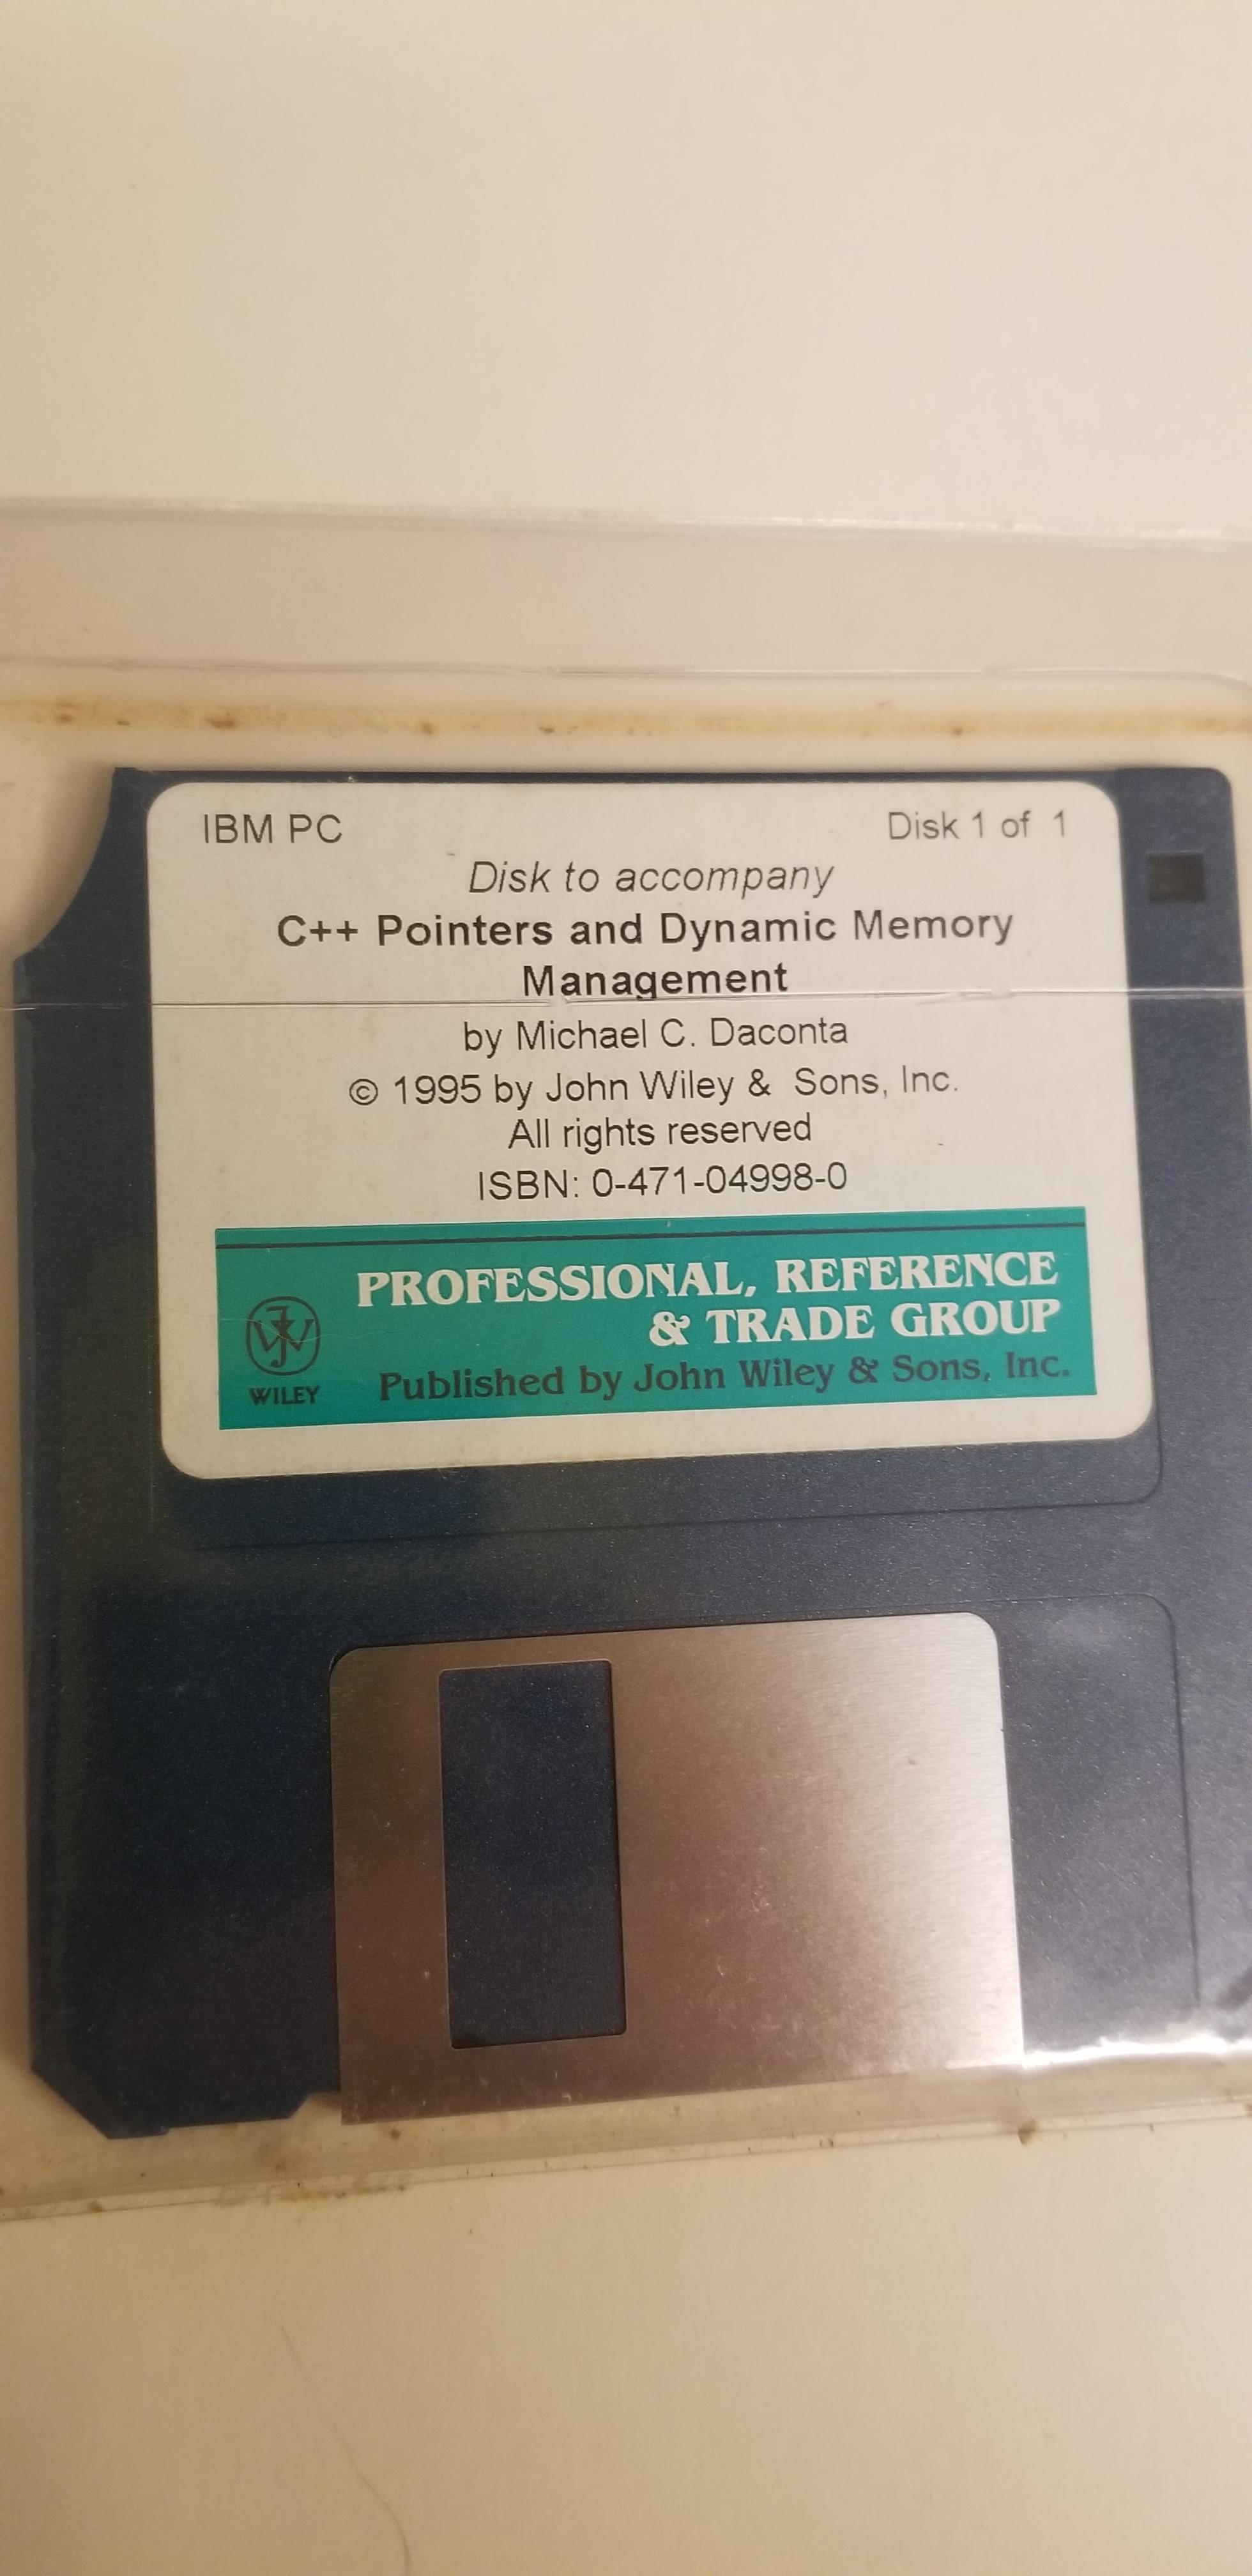 IBM PC Disk 1 of 1
Disk to accompany
C++ Pointers and Dynamic Memory
Management
by Michael C. Daconta
© 1995 by John Wiley & Sons, Inc.
All rights reserved
ISBN: 0-471-04998-0
PROFESSIONAL, REFERENCE
& TRADE GROUP
Published by John Wiley & Sons, Inc.
JW
WILEY